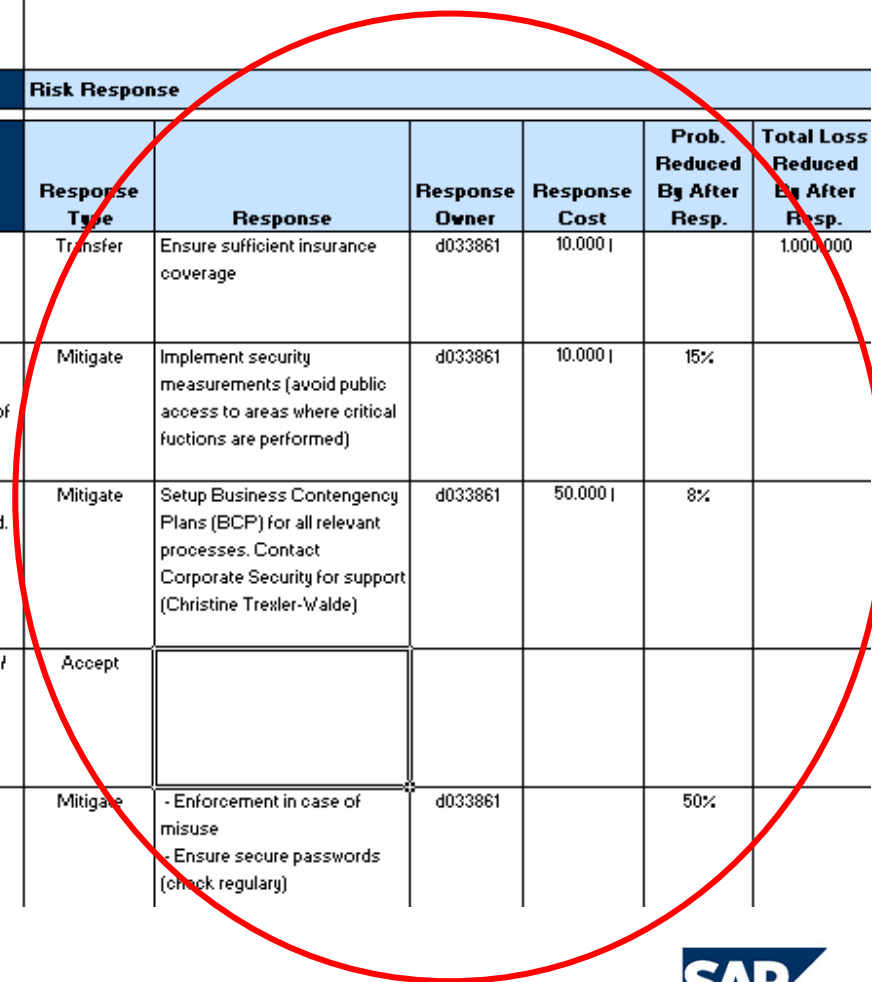 Risk Response
Response Type
Response
Response Owner
Response Cost
Prob. Reduced By After Resp.
Total Loss Reduced By After Resp.
Transfer
Ensure sufficient insurance
coverage
d033861
10.000
1.000.000
of
Mitigate
Implement security
measurements (avoid public
access to areas where critical
fuctions are performed)
d033861
10.000
15%
d.
Mitigate
Setup Business Contengency
Plans (BCP) for all relevant
processes. Contact
Corporate Security for support
(Christine Trexler-Walde)
d033861
50.000
8%
Accept
Mitigate
- Enforcement in case of
misuse
- Ensure secure passwords
(check regulary)
d033861
50%
SAP